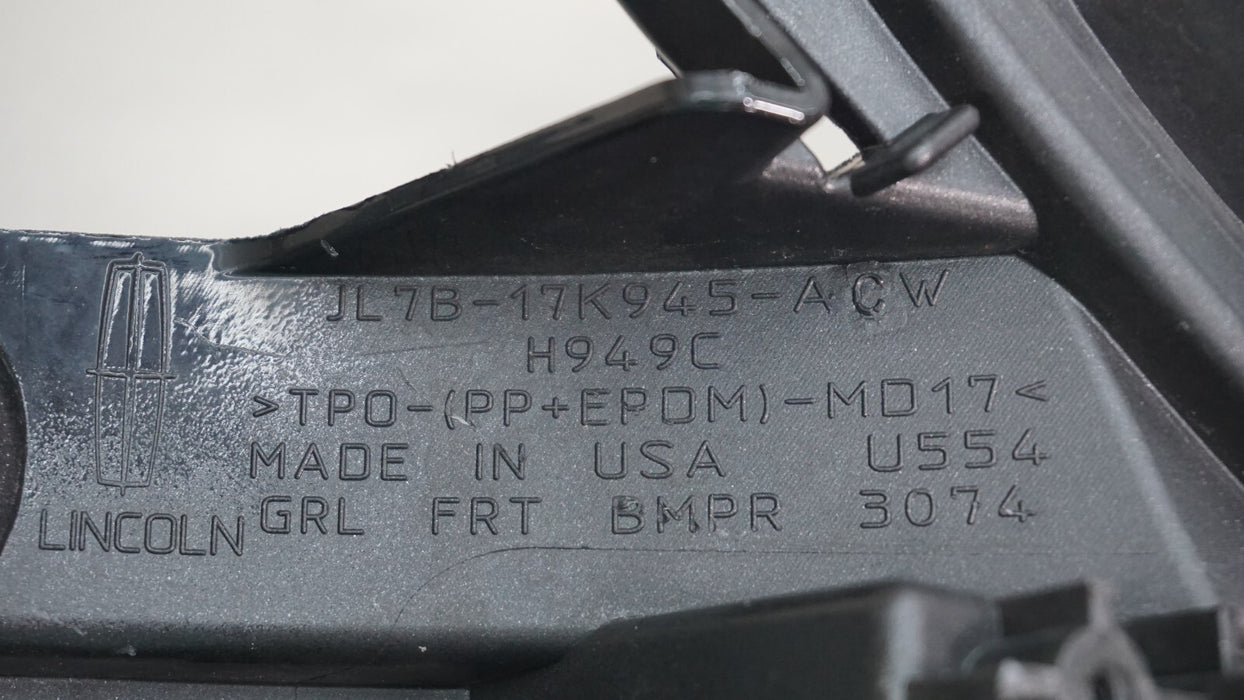 JL7B-17K945-ACW
H949C
>TPO-(PP+EPDM)-MD17<
MADE IN USA U554
LINCOLN GRL FRT BMPR 3074